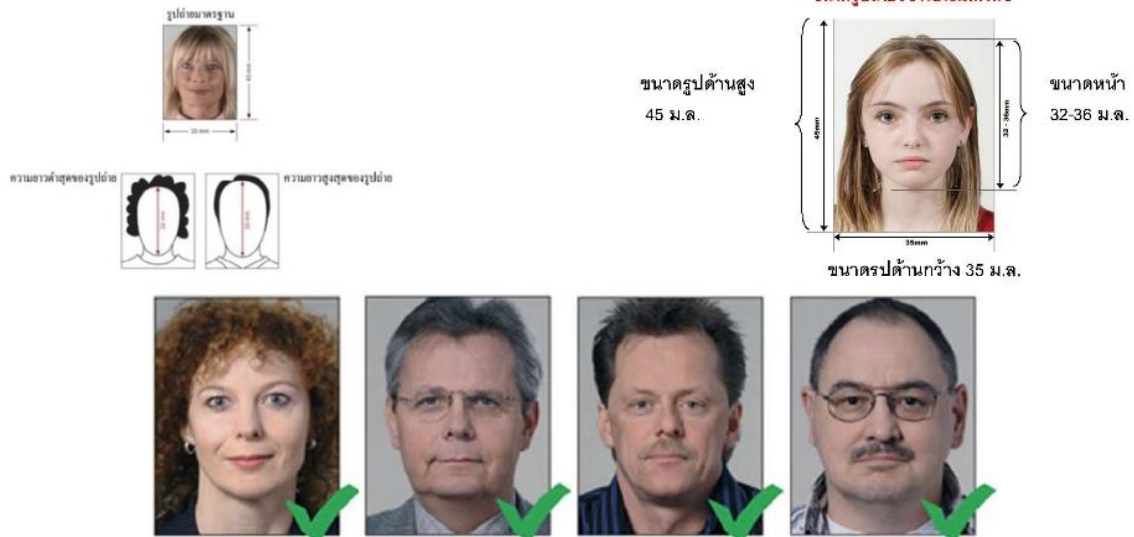 รูปถ่ายมาตรฐาน
35 mm
ความยาวต่ำสุดของรูปถ่าย
ความยาวสูงสุดของรูปถ่าย
ขนาดรูปด้านสูง
45 ม.ล.
45mm
32 - 36mm
ขนาดหน้า
32-36 ม.ล.
35mm
ขนาดรูปด้านกว้าง 35 ม.ล.